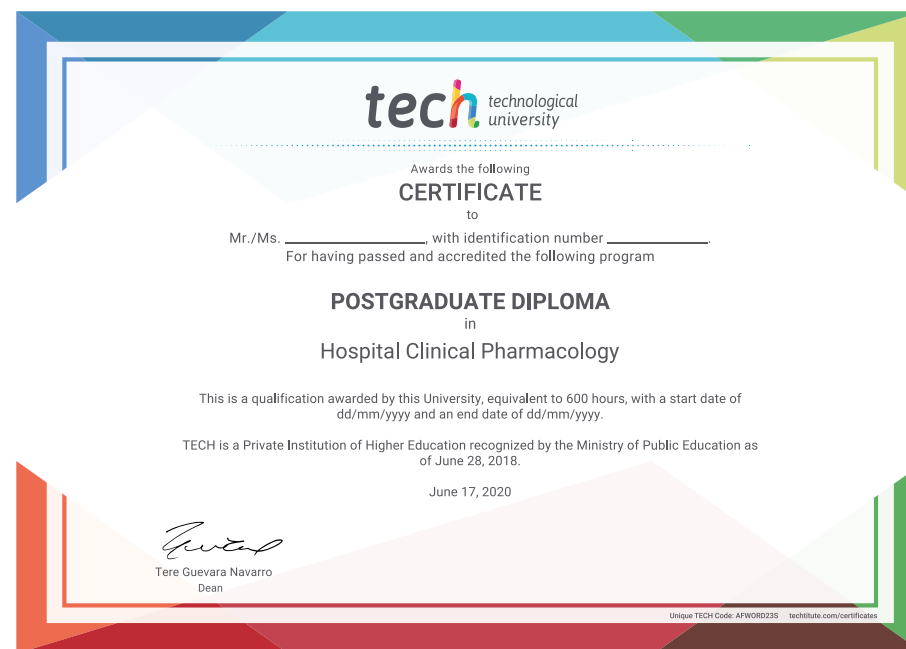 tech technological
university
Awards the following
CERTIFICATE
to
Mr./Ms. ____________________, with identification number ______________.
For having passed and accredited the following program
POSTGRADUATE DIPLOMA
in
Hospital Clinical Pharmacology
This is a qualification awarded by this University, equivalent to 600 hours, with a start date of
dd/mm/yyyy and an end date of dd/mm/yyyy.
TECH is a Private Institution of Higher Education recognized by the Ministry of Public Education as
of June 28, 2018.
June 17, 2020
Tere Guevara Navarro
Dean
Unique TECH Code: AFWORD23S techtitute.com/certificates